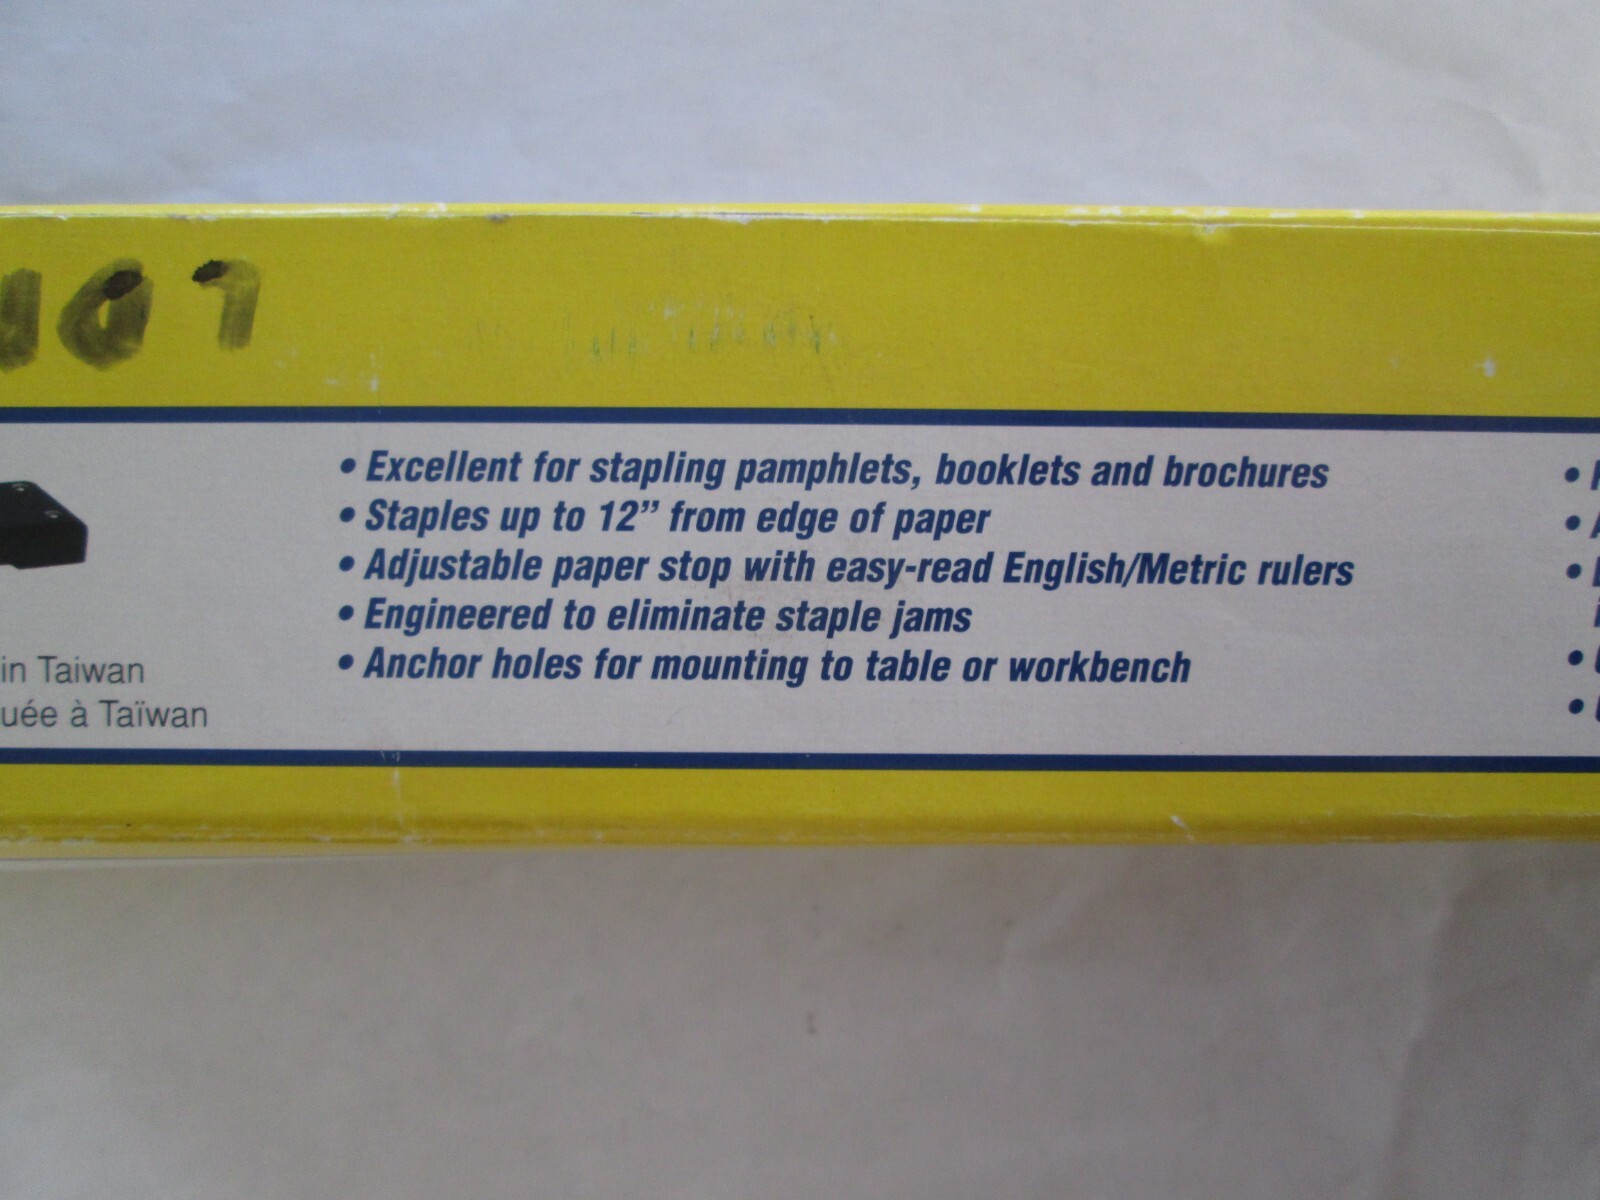 • Excellent for stapling pamphlets, booklets and brochures
• Staples up to 12” from edge of paper
• Adjustable paper stop with easy-read English/Metric rulers
• Engineered to eliminate staple jams
• Anchor holes for mounting to table or workbench
in Taiwan
uée à Taïwan